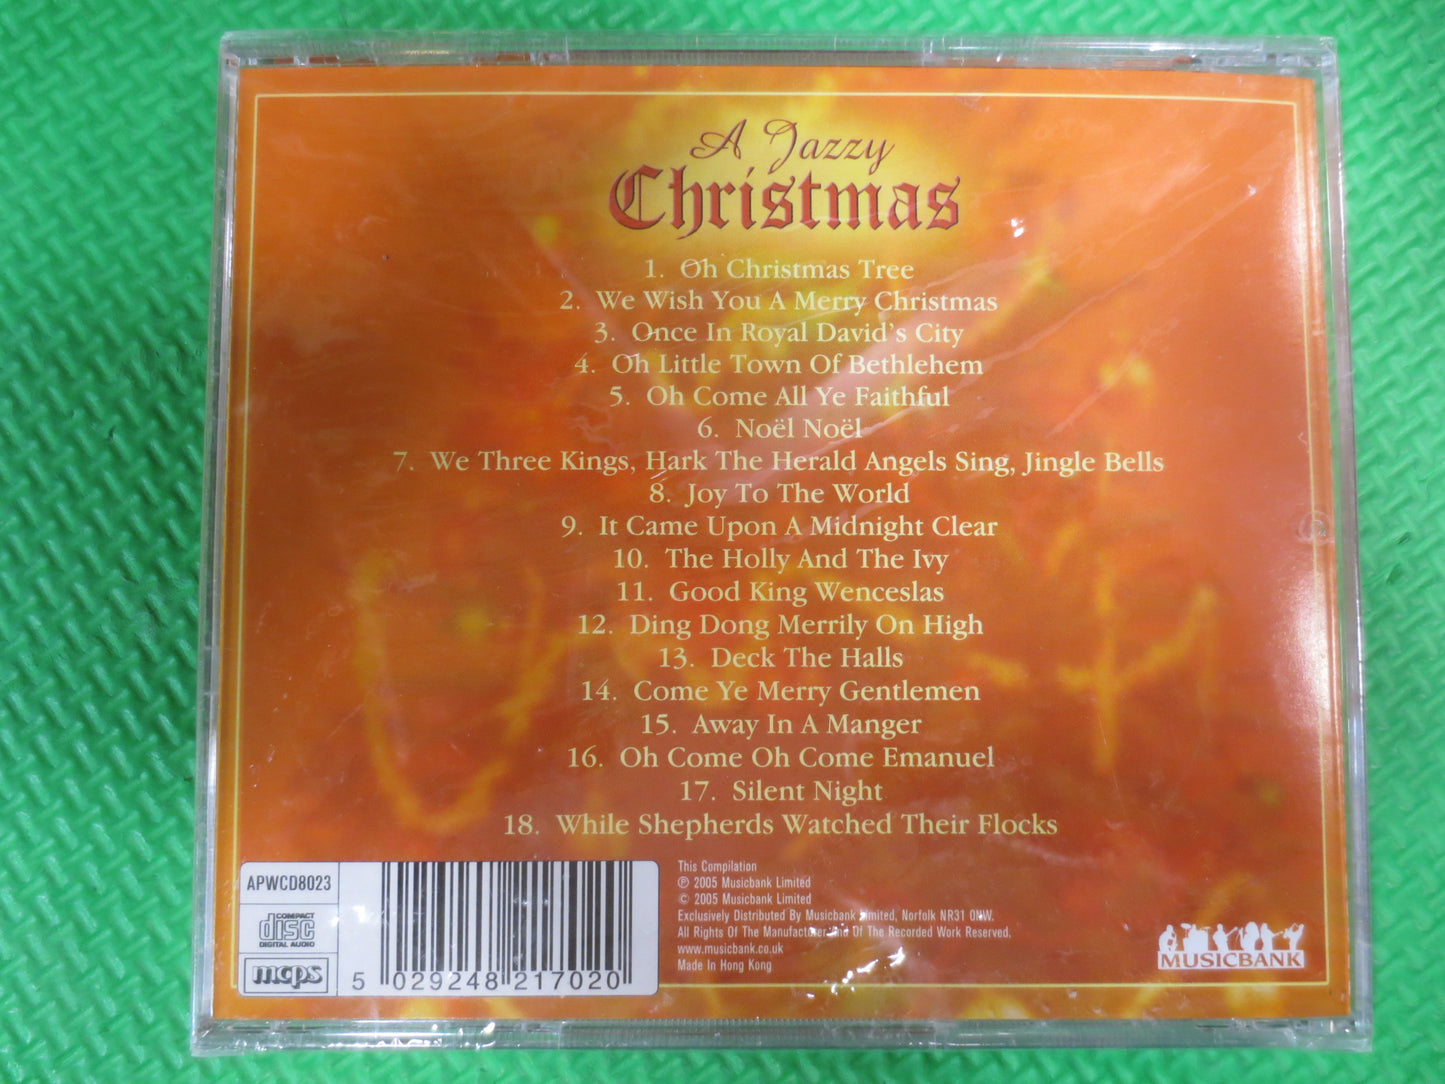 A Jazzy
Christmas
1. Oh Christmas Tree
2. We Wish You A Merry Christmas
3. Once In Royal David's City
4. Oh Little Town Of Bethlehem
5. Oh Come All Ye Faithful
6. Noël Noël
7. We Three Kings, Hark The Herald Angels Sing, Jingle Bells
8. Joy To The World
9. It Came Upon A Midnight Clear
10. The Holly And The Ivy
11. Good King Wenceslas
12. Ding Dong Merrily On High
13. Deck The Halls
14. Come Ye Merry Gentlemen
15. Away In A Manger
16. Oh Come Oh Come Emanuel
17. Silent Night
18. While Shepherds Watched Their Flocks
APWCD8023
COMPACT
disc
DIGITAL AUDIO
mcps
5 029248 217020
This Compilation
℗ 2005 Musicbank Limited
© 2005 Musicbank Limited
Exclusively Distributed By Musicbank Limited, Norfolk NR31 0NW.
All Rights Of The Manufacturer And Of The Recorded Work Reserved.
www.musicbank.co.uk
Made In Hong Kong
MUSICBANK